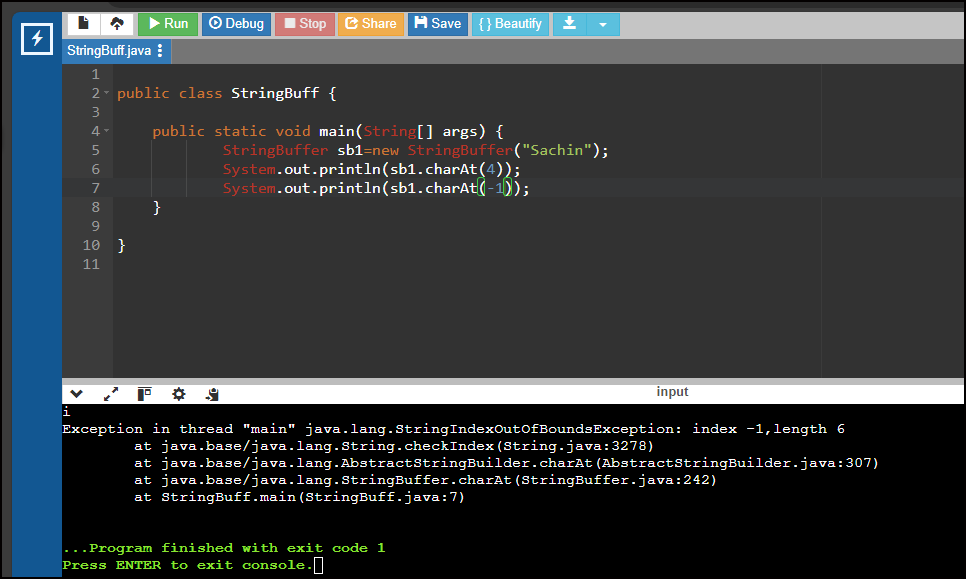 Run Debug Stop Share Save { } Beautify
StringBuff.java
1
2 public class StringBuff {
3
4 public static void main(String[] args) {
5 StringBuffer sb1=new StringBuffer("Sachin");
6 System.out.println(sb1.charAt(4));
7 System.out.println(sb1.charAt(-1));
8 }
9
10 }
11
input
i
Exception in thread "main" java.lang.StringIndexOutOfBoundsException: index -1,length 6
at java.base/java.lang.String.checkIndex(String.java:3278)
at java.base/java.lang.AbstractStringBuilder.charAt(AbstractStringBuilder.java:307)
at java.base/java.lang.StringBuffer.charAt(StringBuffer.java:242)
at StringBuff.main(StringBuff.java:7)
...Program finished with exit code 1
Press ENTER to exit console.